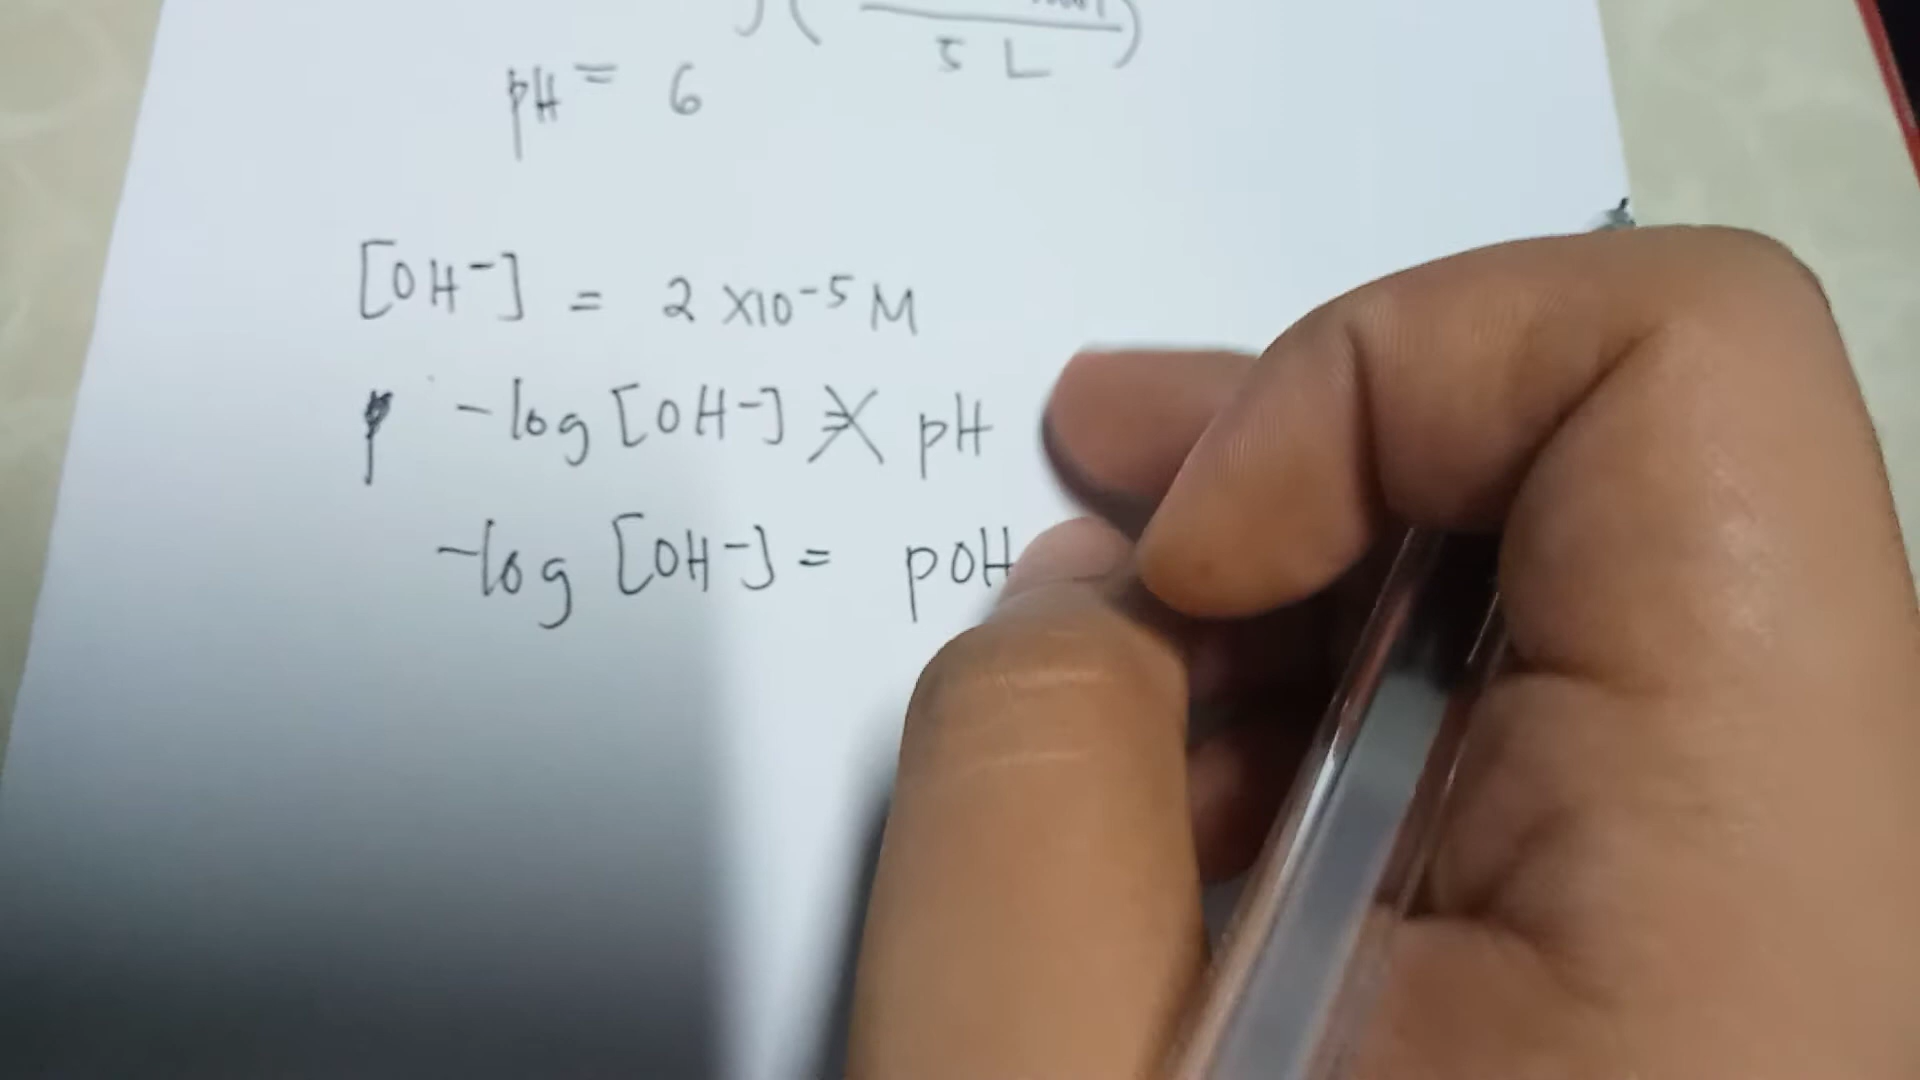 5 L
pH = 6
[OH⁻] = 2 x10⁻⁵ M
-log [OH-] ≠ pH
-log [OH-] = pOH